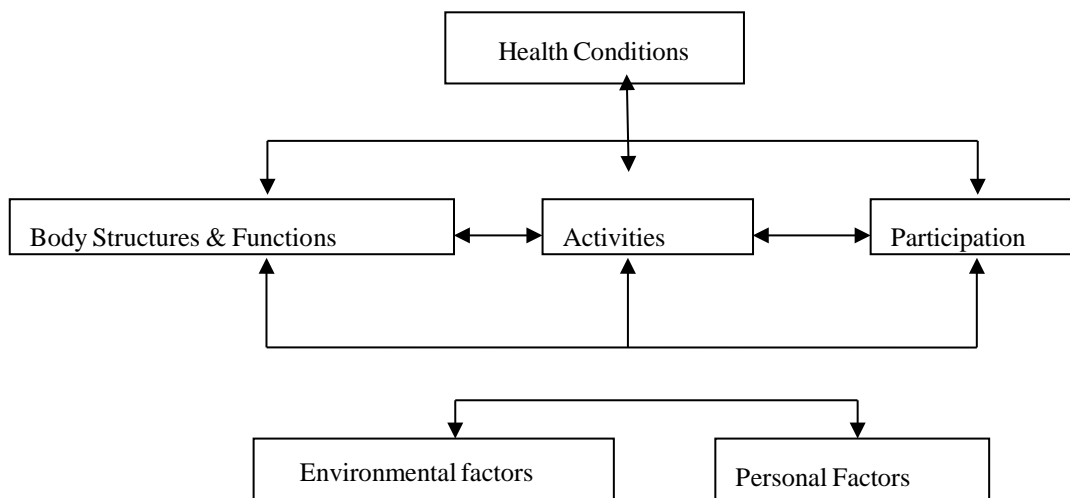 Health Conditions
Body Structures & Functions
Activities
Participation
Environmental factors
Personal Factors